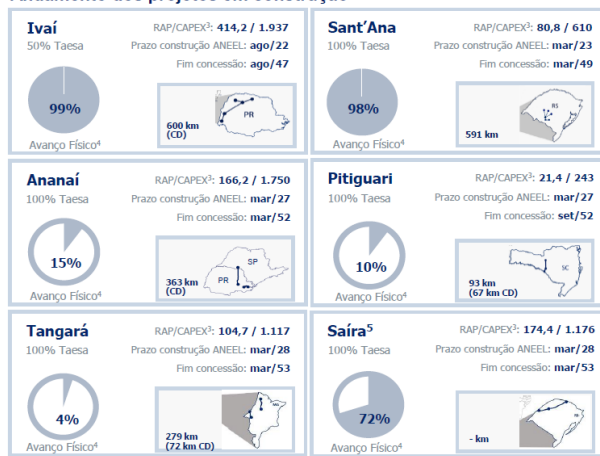 Andamento dos projetos em construção
Ivaí
50% Taesa
RAP/CAPEX³: 414,2 / 1.937
Prazo construção ANEEL: ago/22
Fim concessão: ago/47
99%
Avanço Físico⁴
PR
600 km
(CD)
Sant'Ana
100% Taesa
RAP/CAPEX³: 80,8 / 610
Prazo construção ANEEL: mar/23
Fim concessão: mar/49
98%
Avanço Físico⁴
RS
591 km
Ananaí
100% Taesa
RAP/CAPEX³: 166,2 / 1.750
Prazo construção ANEEL: mar/27
Fim concessão: mar/52
15%
Avanço Físico⁴
SP
PR
363 km
(CD)
Pitiguari
100% Taesa
RAP/CAPEX³: 21,4 / 243
Prazo construção ANEEL: mar/27
Fim concessão: set/52
10%
Avanço Físico⁴
SC
93 km
(67 km CD)
Tangará
100% Taesa
RAP/CAPEX³: 104,7 / 1.117
Prazo construção ANEEL: mar/28
Fim concessão: mar/53
4%
Avanço Físico⁴
MA
279 km
(72 km CD)
Saíra⁵
100% Taesa
RAP/CAPEX³: 174,4 / 1.176
Prazo construção ANEEL: mar/28
Fim concessão: mar/53
72%
Avanço Físico⁴
RS
- km